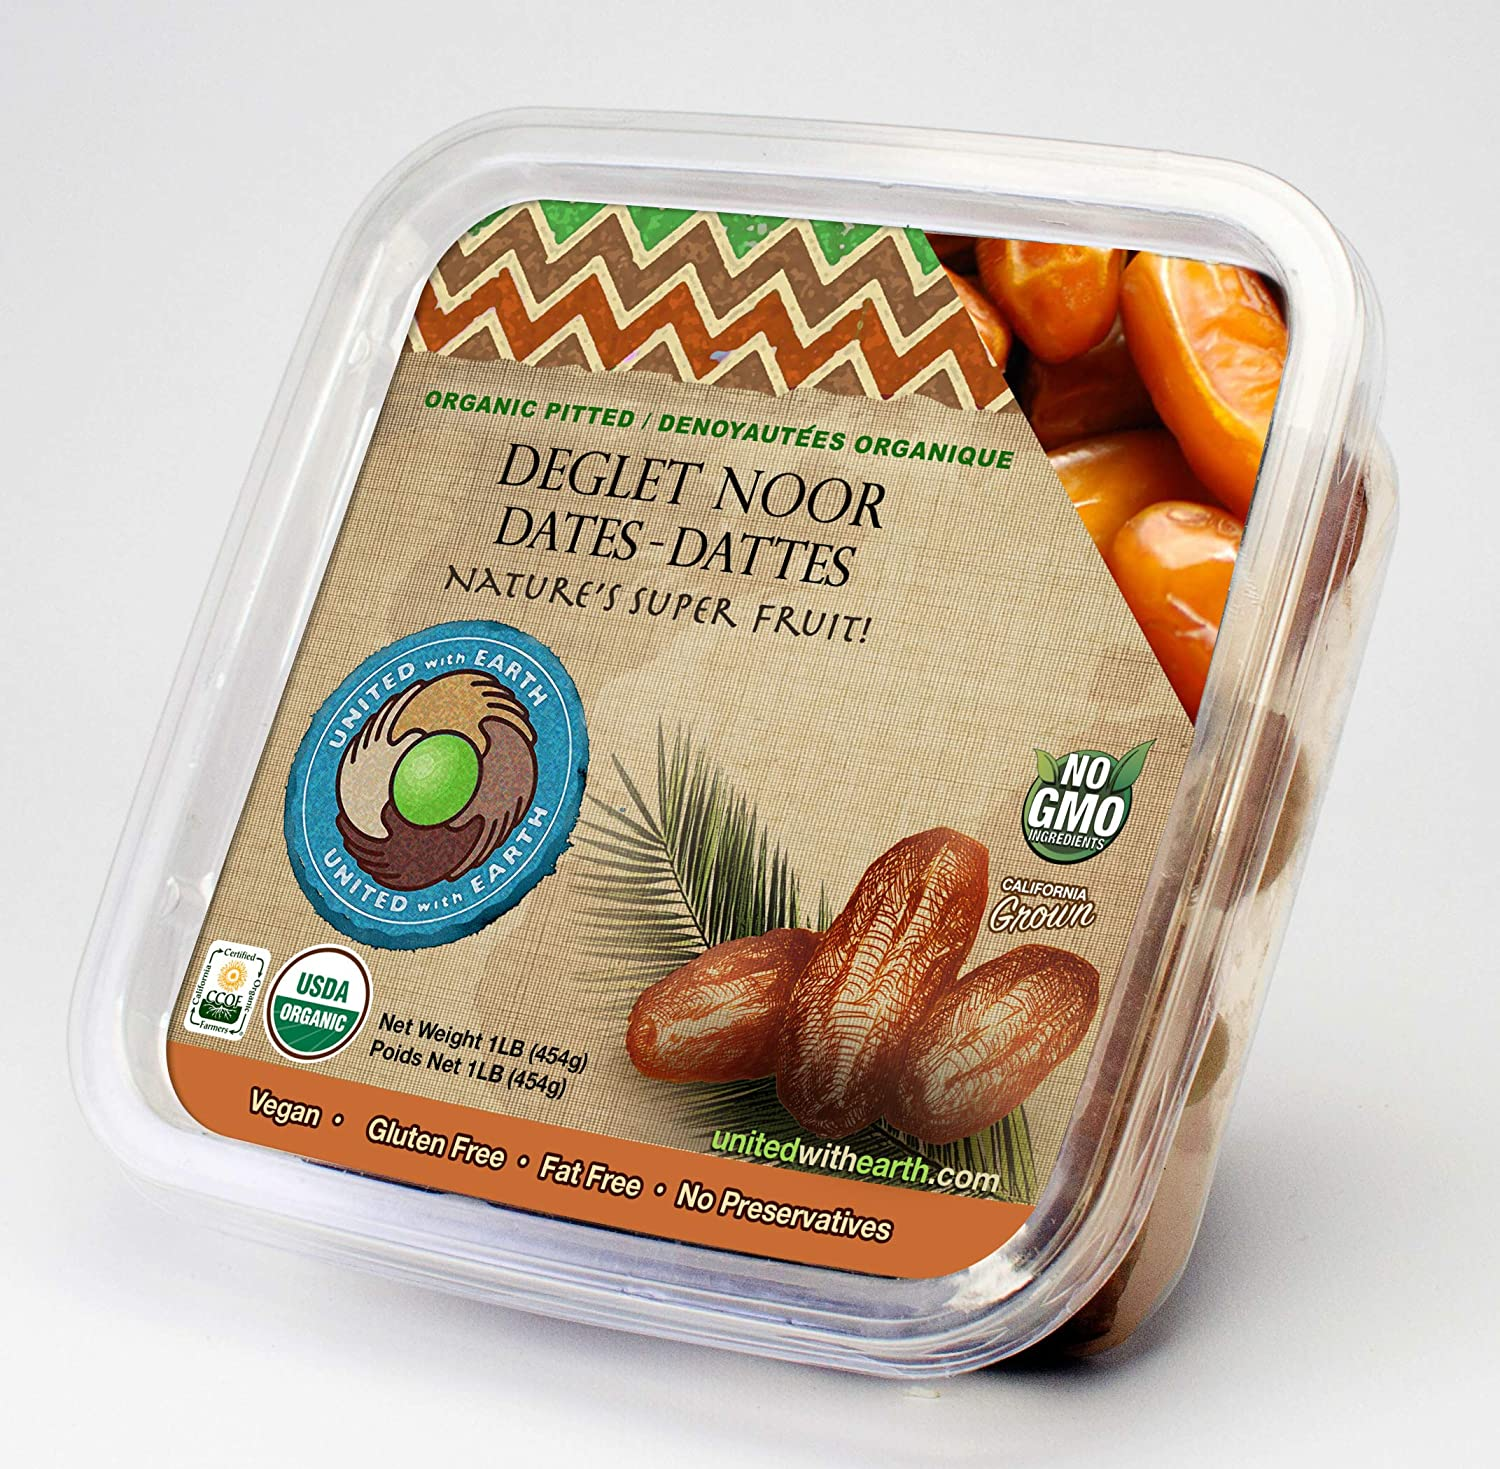 ORGANIC PITTED / DENOYAUTÉES ORGANIQUE
DEGLET NOOR
DATES - DATTES
NATURE'S SUPER FRUIT!
UNITED with EARTH
UNITED with EARTH
NO
GMO
INGREDIENTS
CALIFORNIA
Grown
California Certified Organic Farmers
CCOF
USDA
ORGANIC
Net Weight 1LB (454g)
Poids Net 1LB (454g)
unitedwithearth.com
Vegan • Gluten Free • Fat Free • No Preservatives